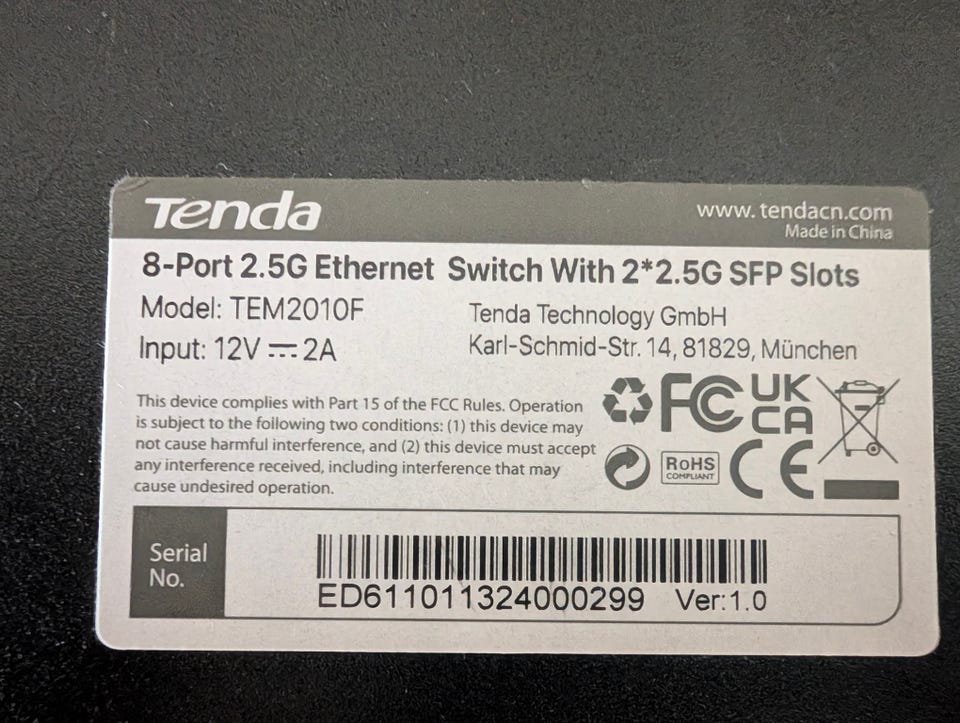 Tenda
www.tendacn.com
Made in China
8-Port 2.5G Ethernet Switch With 2*2.5G SFP Slots
Model: TEM2010F
Input: 12V ⎓ 2A
Tenda Technology GmbH
Karl-Schmid-Str. 14, 81829, München
This device complies with Part 15 of the FCC Rules. Operation
is subject to the following two conditions: (1) this device may
not cause harmful interference, and (2) this device must accept
any interference received, including interference that may
cause undesired operation.
FC
UK
CA
RoHS
COMPLIANT
CE
Serial
No.
ED611011324000299 Ver:1.0